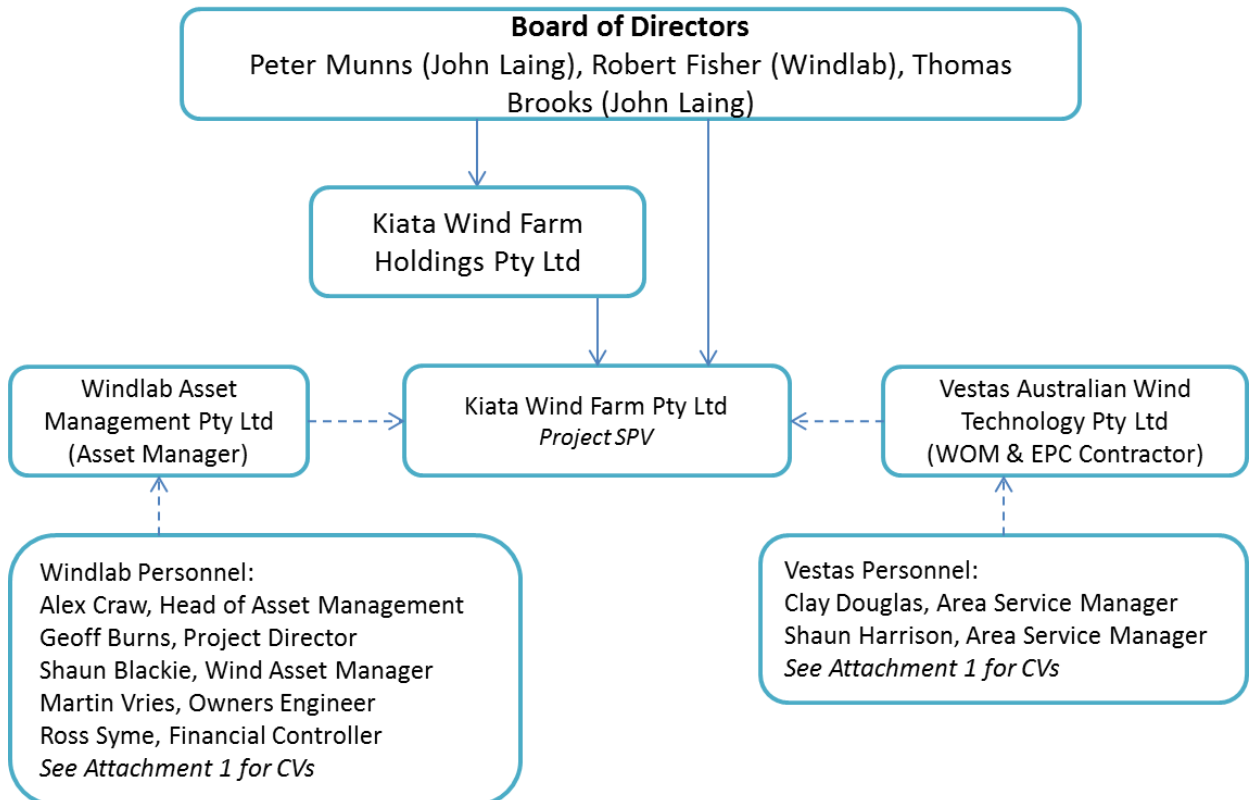 Board of Directors
Peter Munns (John Laing), Robert Fisher (Windlab), Thomas
Brooks (John Laing)
Kiata Wind Farm
Holdings Pty Ltd
Windlab Asset
Management Pty Ltd
(Asset Manager)
Kiata Wind Farm Pty Ltd
Project SPV
Vestas Australian Wind
Technology Pty Ltd
(WOM & EPC Contractor)
Windlab Personnel:
Alex Craw, Head of Asset Management
Geoff Burns, Project Director
Shaun Blackie, Wind Asset Manager
Martin Vries, Owners Engineer
Ross Syme, Financial Controller
See Attachment 1 for CVs
Vestas Personnel:
Clay Douglas, Area Service Manager
Shaun Harrison, Area Service Manager
See Attachment 1 for CVs